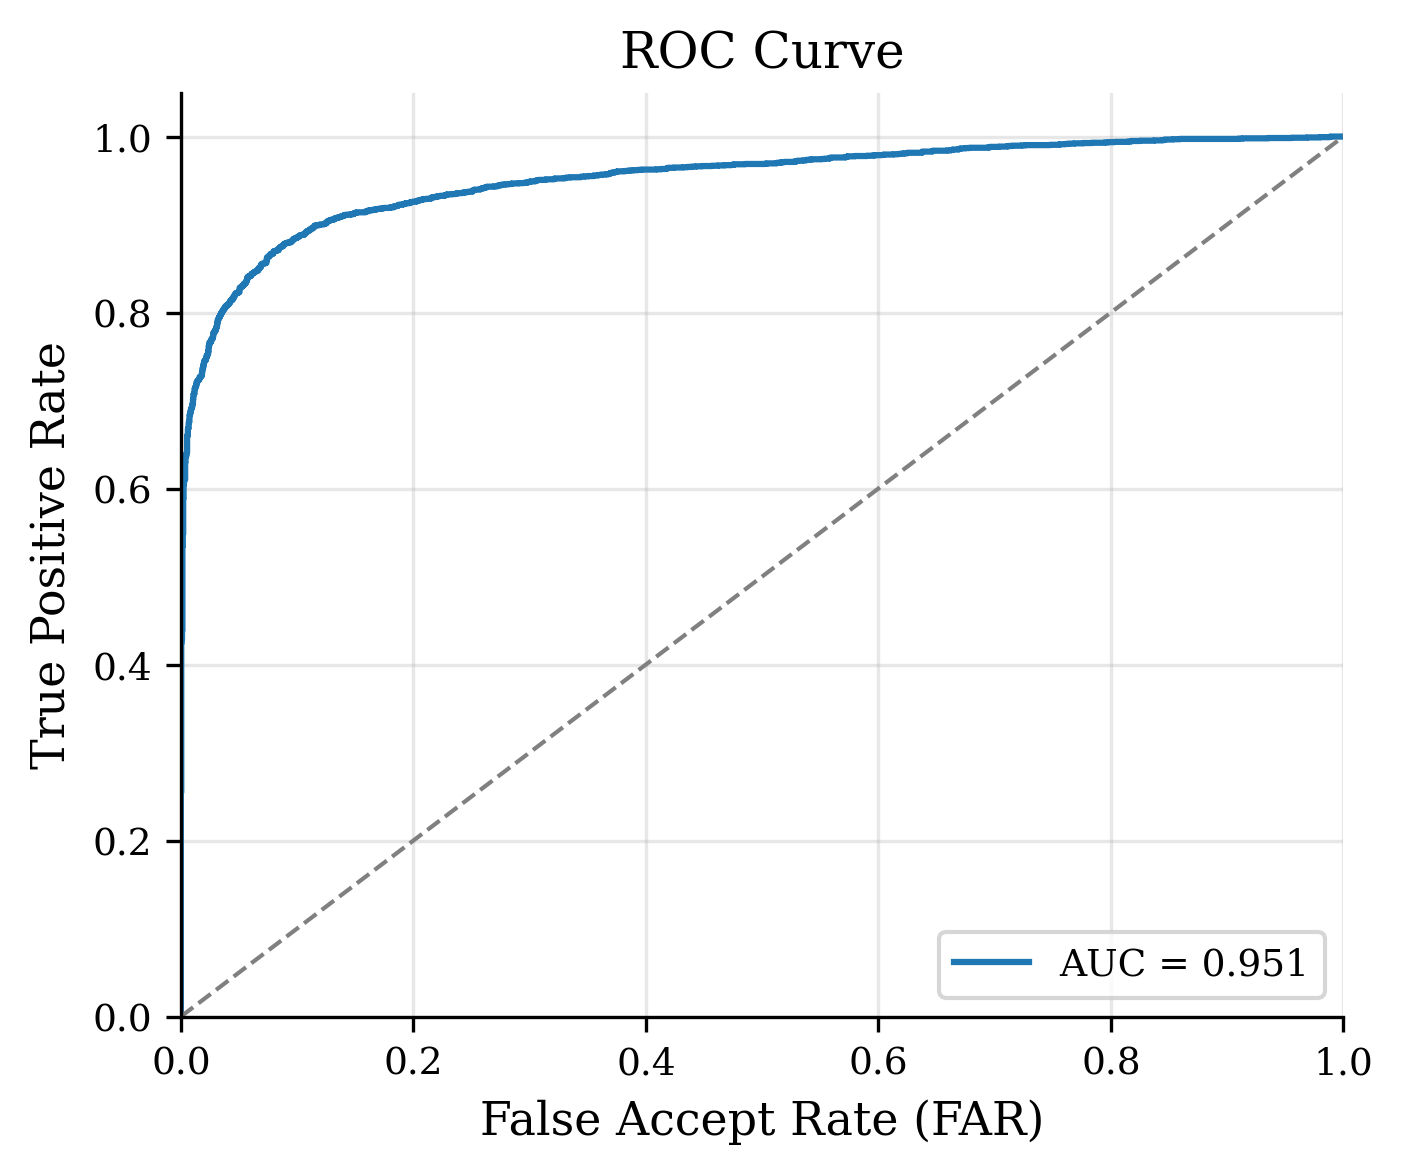 ROC Curve
True Positive Rate
1.0
0.8
0.6
0.4
0.2
0.0
0.0 0.2 0.4 0.6 0.8 1.0
False Accept Rate (FAR)
AUC = 0.951